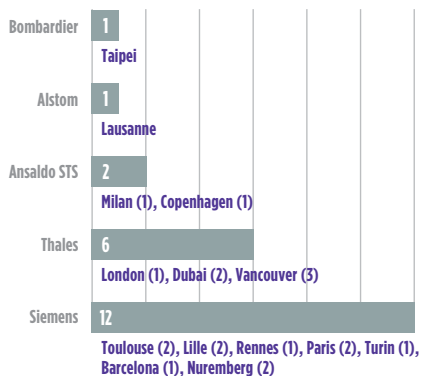 Bombardier 1
Taipei
Alstom 1
Lausanne
Ansaldo STS 2
Milan (1), Copenhagen (1)
Thales 6
London (1), Dubai (2), Vancouver (3)
Siemens 12
Toulouse (2), Lille (2), Rennes (1), Paris (2), Turin (1),
Barcelona (1), Nuremberg (2)